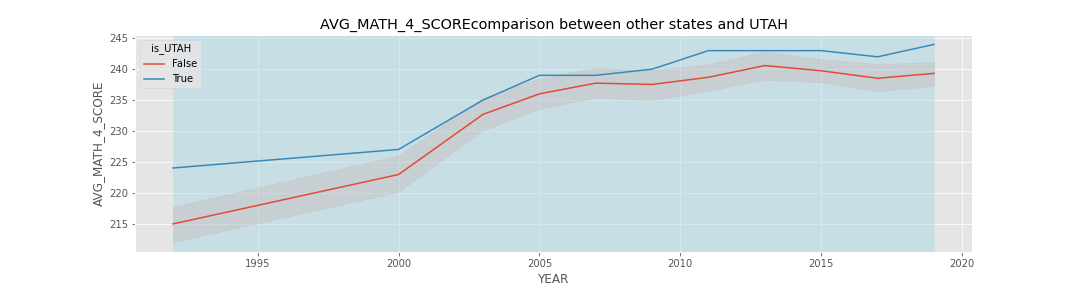 AVG_MATH_4_SCOREcomparison between other states and UTAH
245
240
235
230
225
220
215
AVG_MATH_4_SCORE
is_UTAH
False
True
1995
2000
2005
2010
2015
2020
YEAR